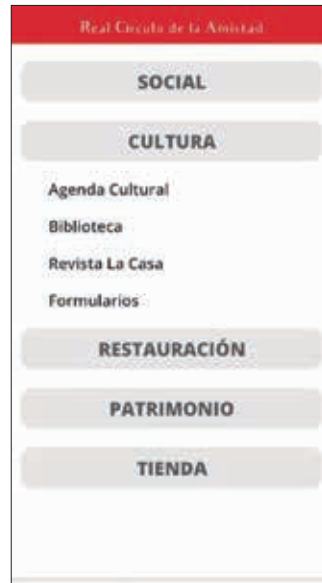 Real Círculo de la Amistad
SOCIAL
CULTURA
Agenda Cultural
Biblioteca
Revista La Casa
Formularios
RESTAURACIÓN
PATRIMONIO
TIENDA